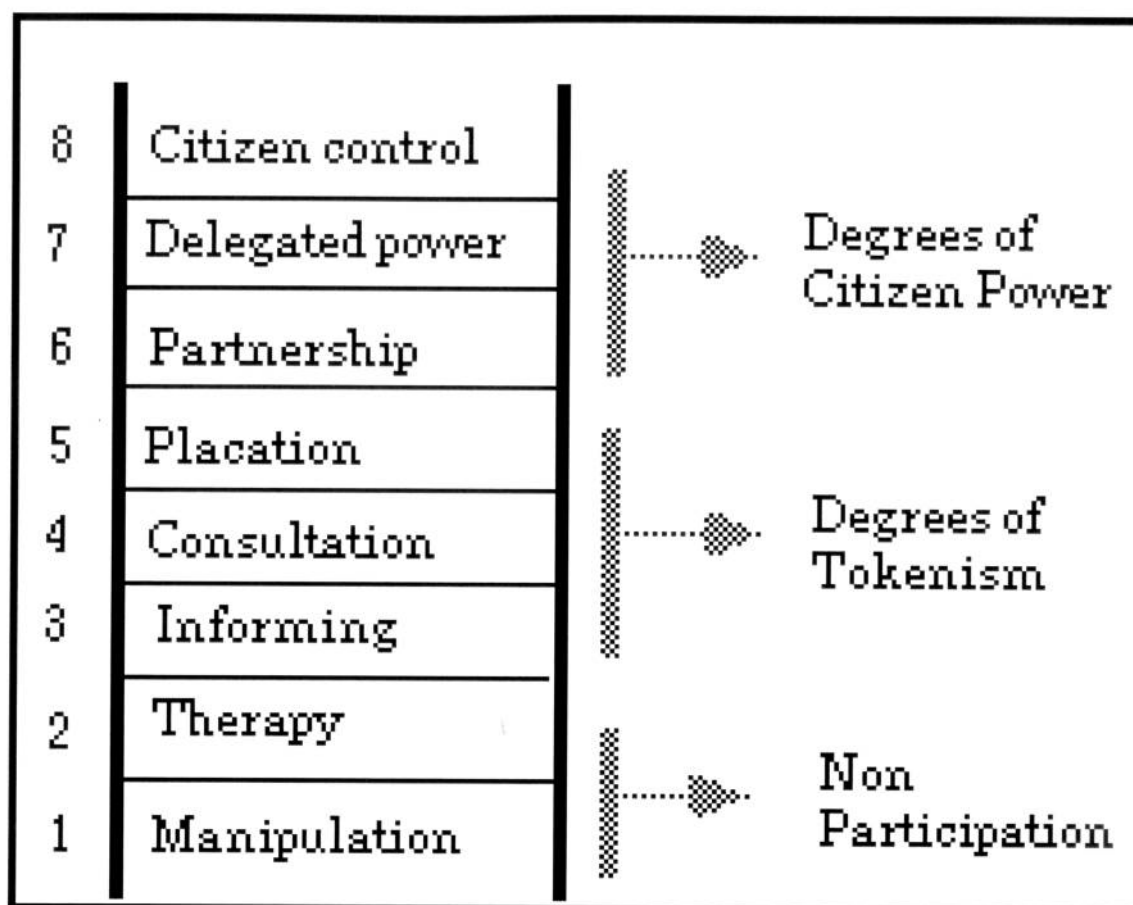 8 Citizen control
7 Delegated power
Degrees of
Citizen Power
6 Partnership
5 Placation
4 Consultation
Degrees of
Tokenism
3 Informing
2 Therapy
Non
Participation
1 Manipulation